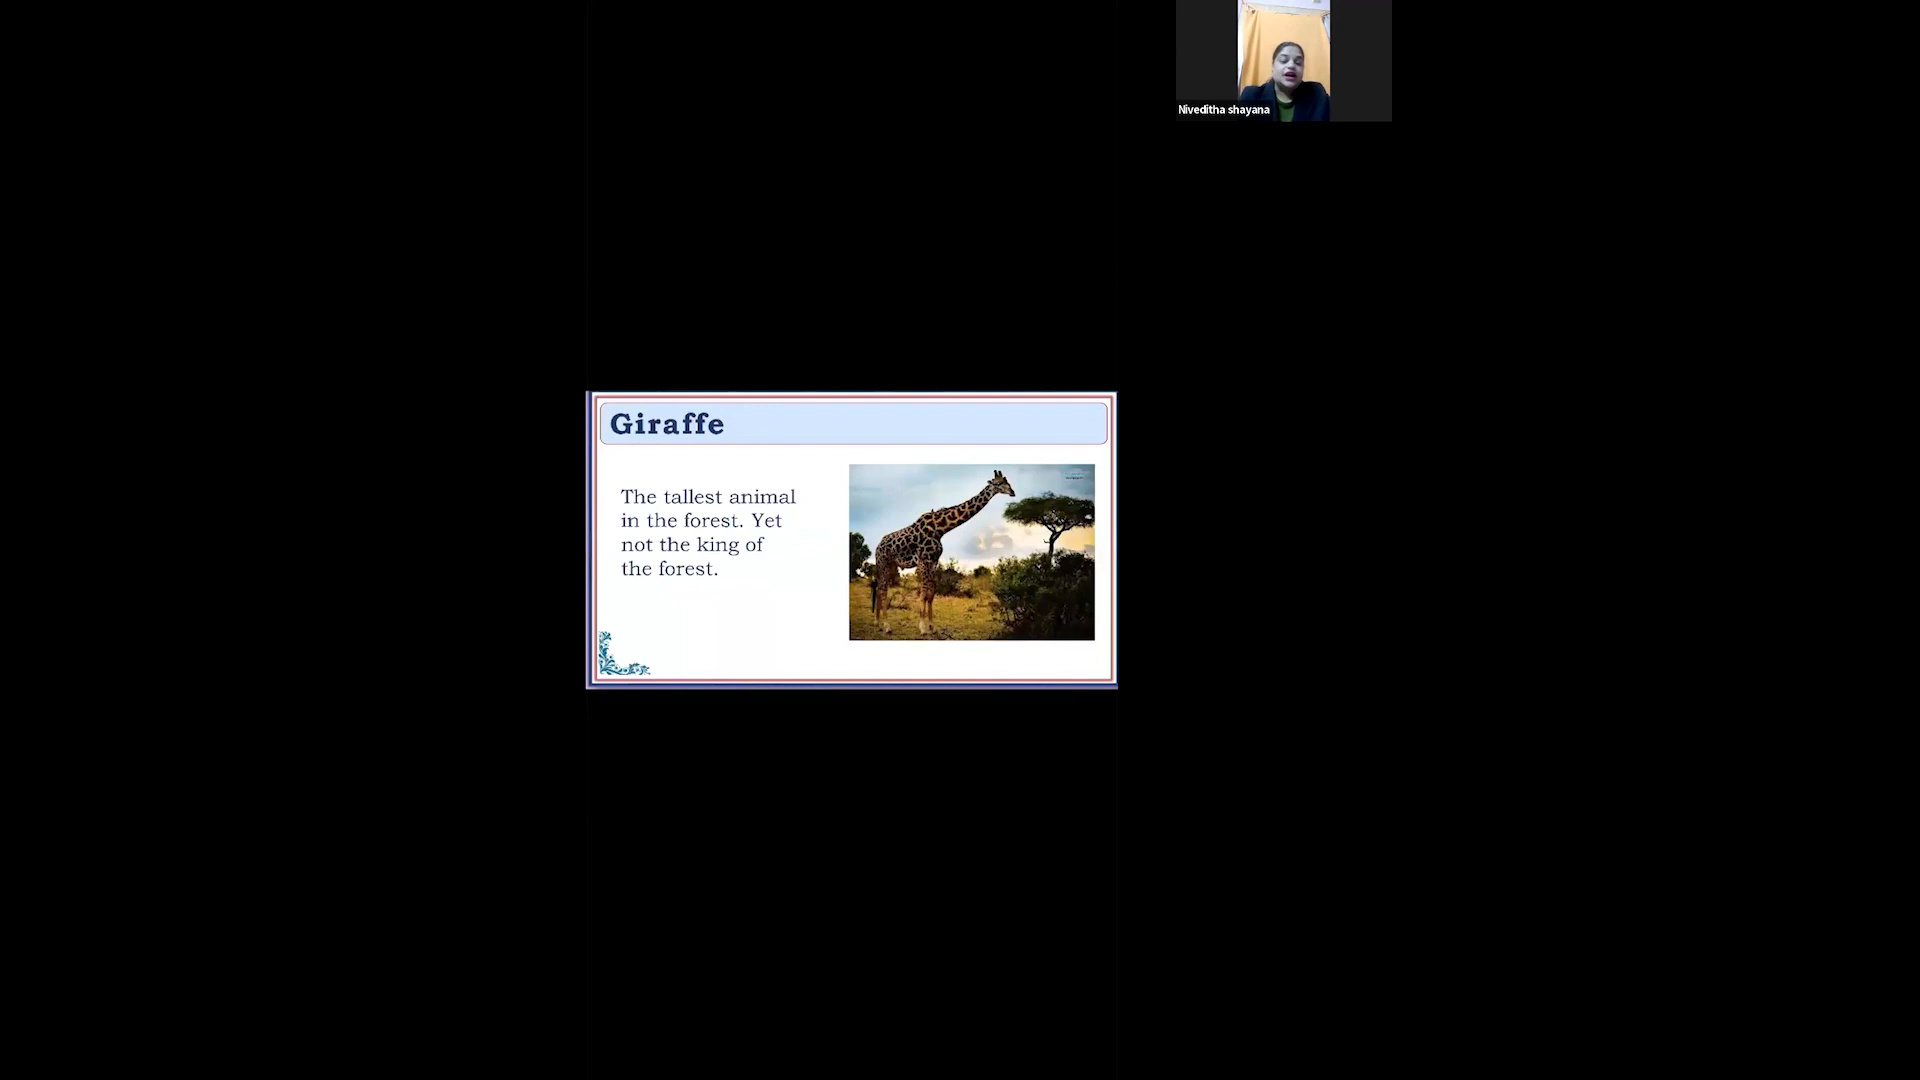 Niveditha shayana
Giraffe
The tallest animal
in the forest. Yet
not the king of
the forest.